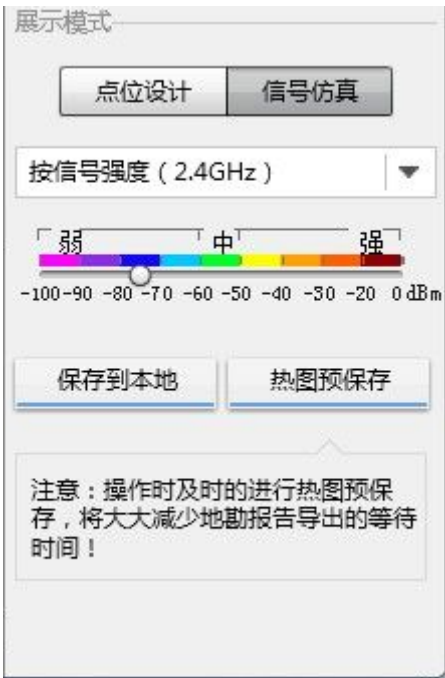 展示模式
点位设计 信号仿真
按信号强度（2.4GHz）
弱 中 强
-100 -90 -80 -70 -60 -50 -40 -30 -20 0 dBm
保存到本地 热图预保存
注意：操作时及时的进行热图预保
存，将大大减少地勘报告导出的等待
时间！